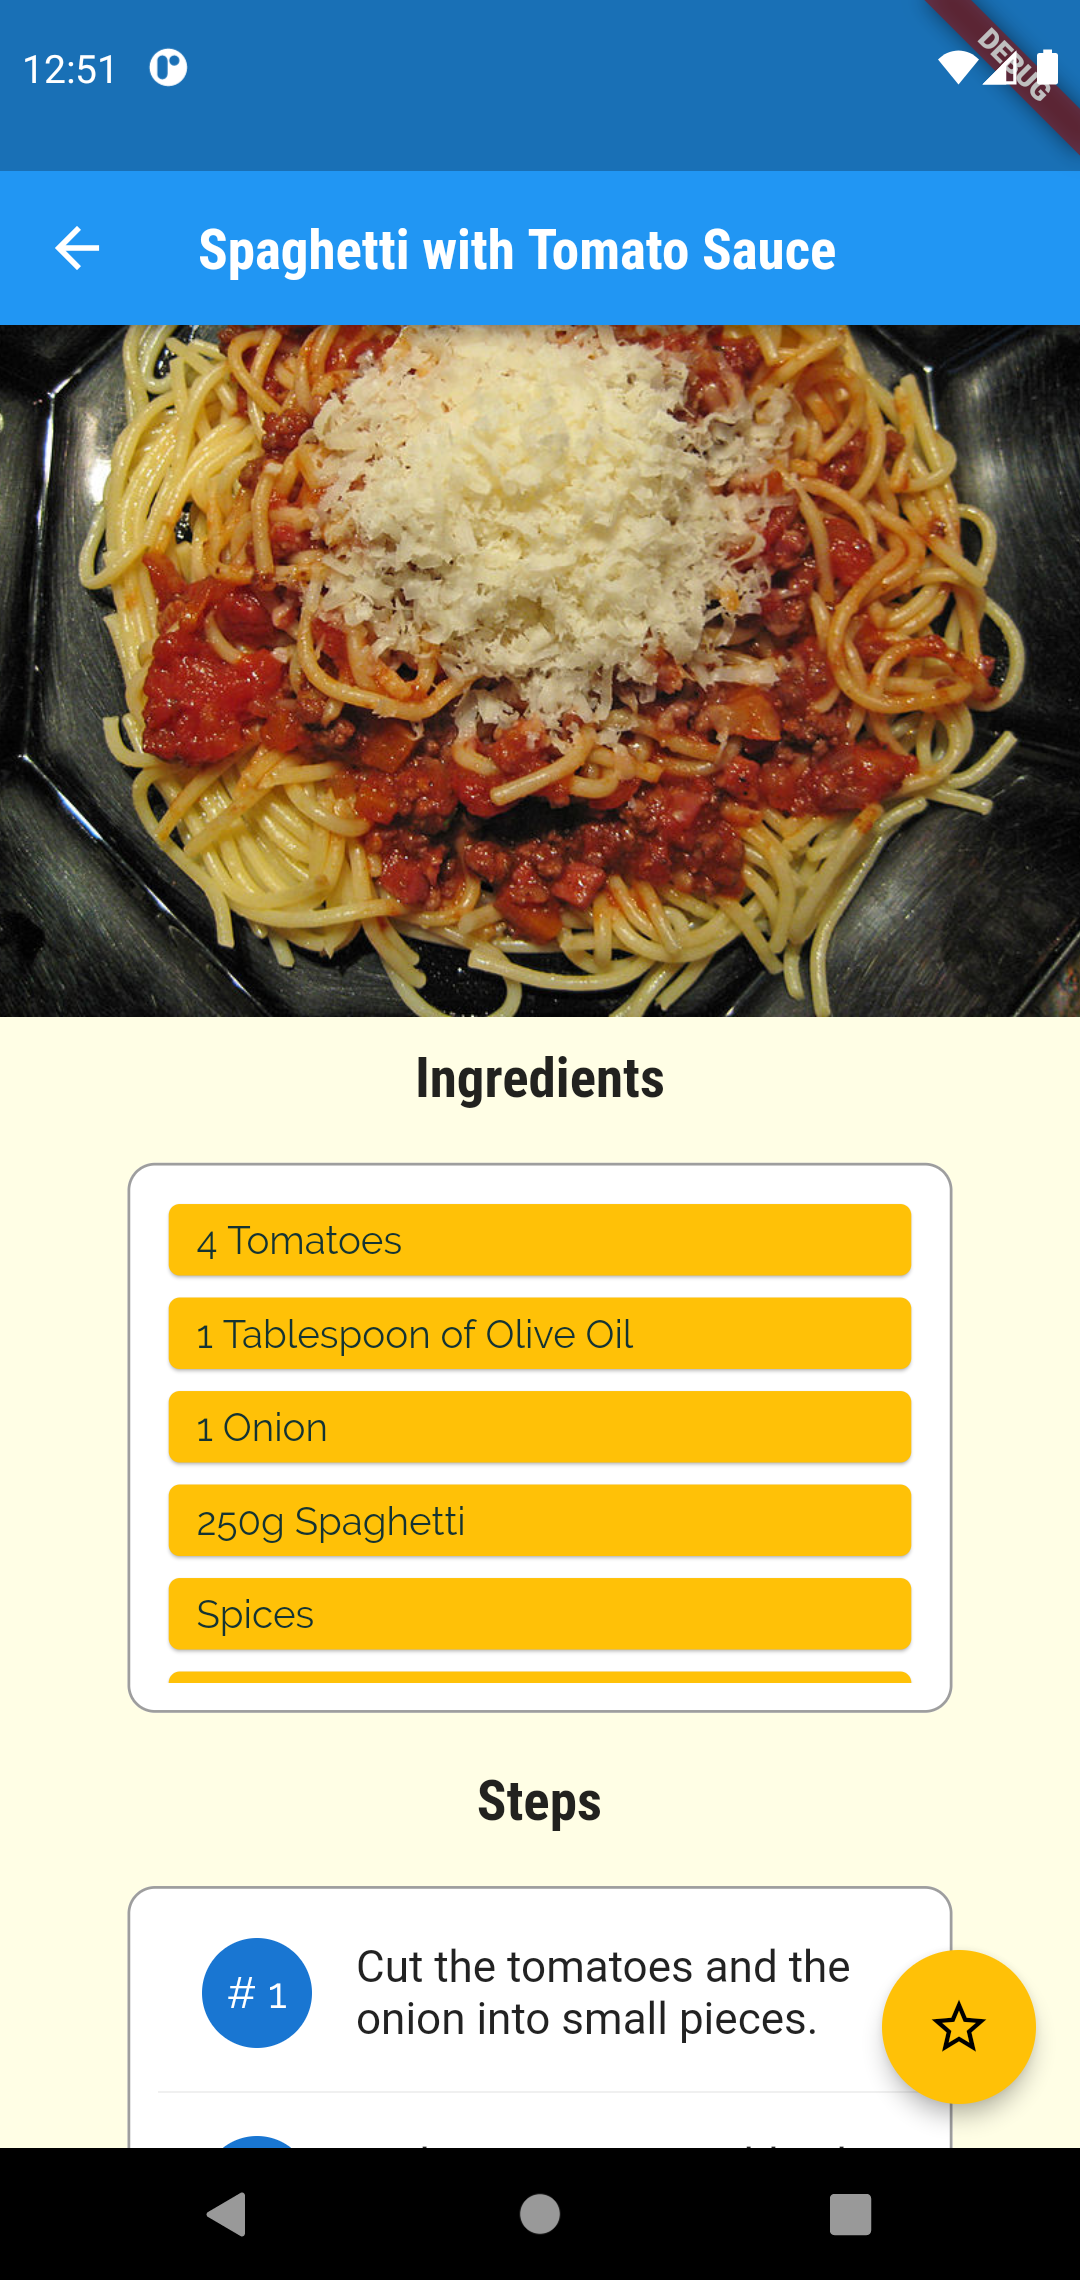 12:51
DEBUG
Spaghetti with Tomato Sauce
Ingredients
4 Tomatoes
1 Tablespoon of Olive Oil
1 Onion
250g Spaghetti
Spices
Steps
# 1
Cut the tomatoes and the
onion into small pieces.